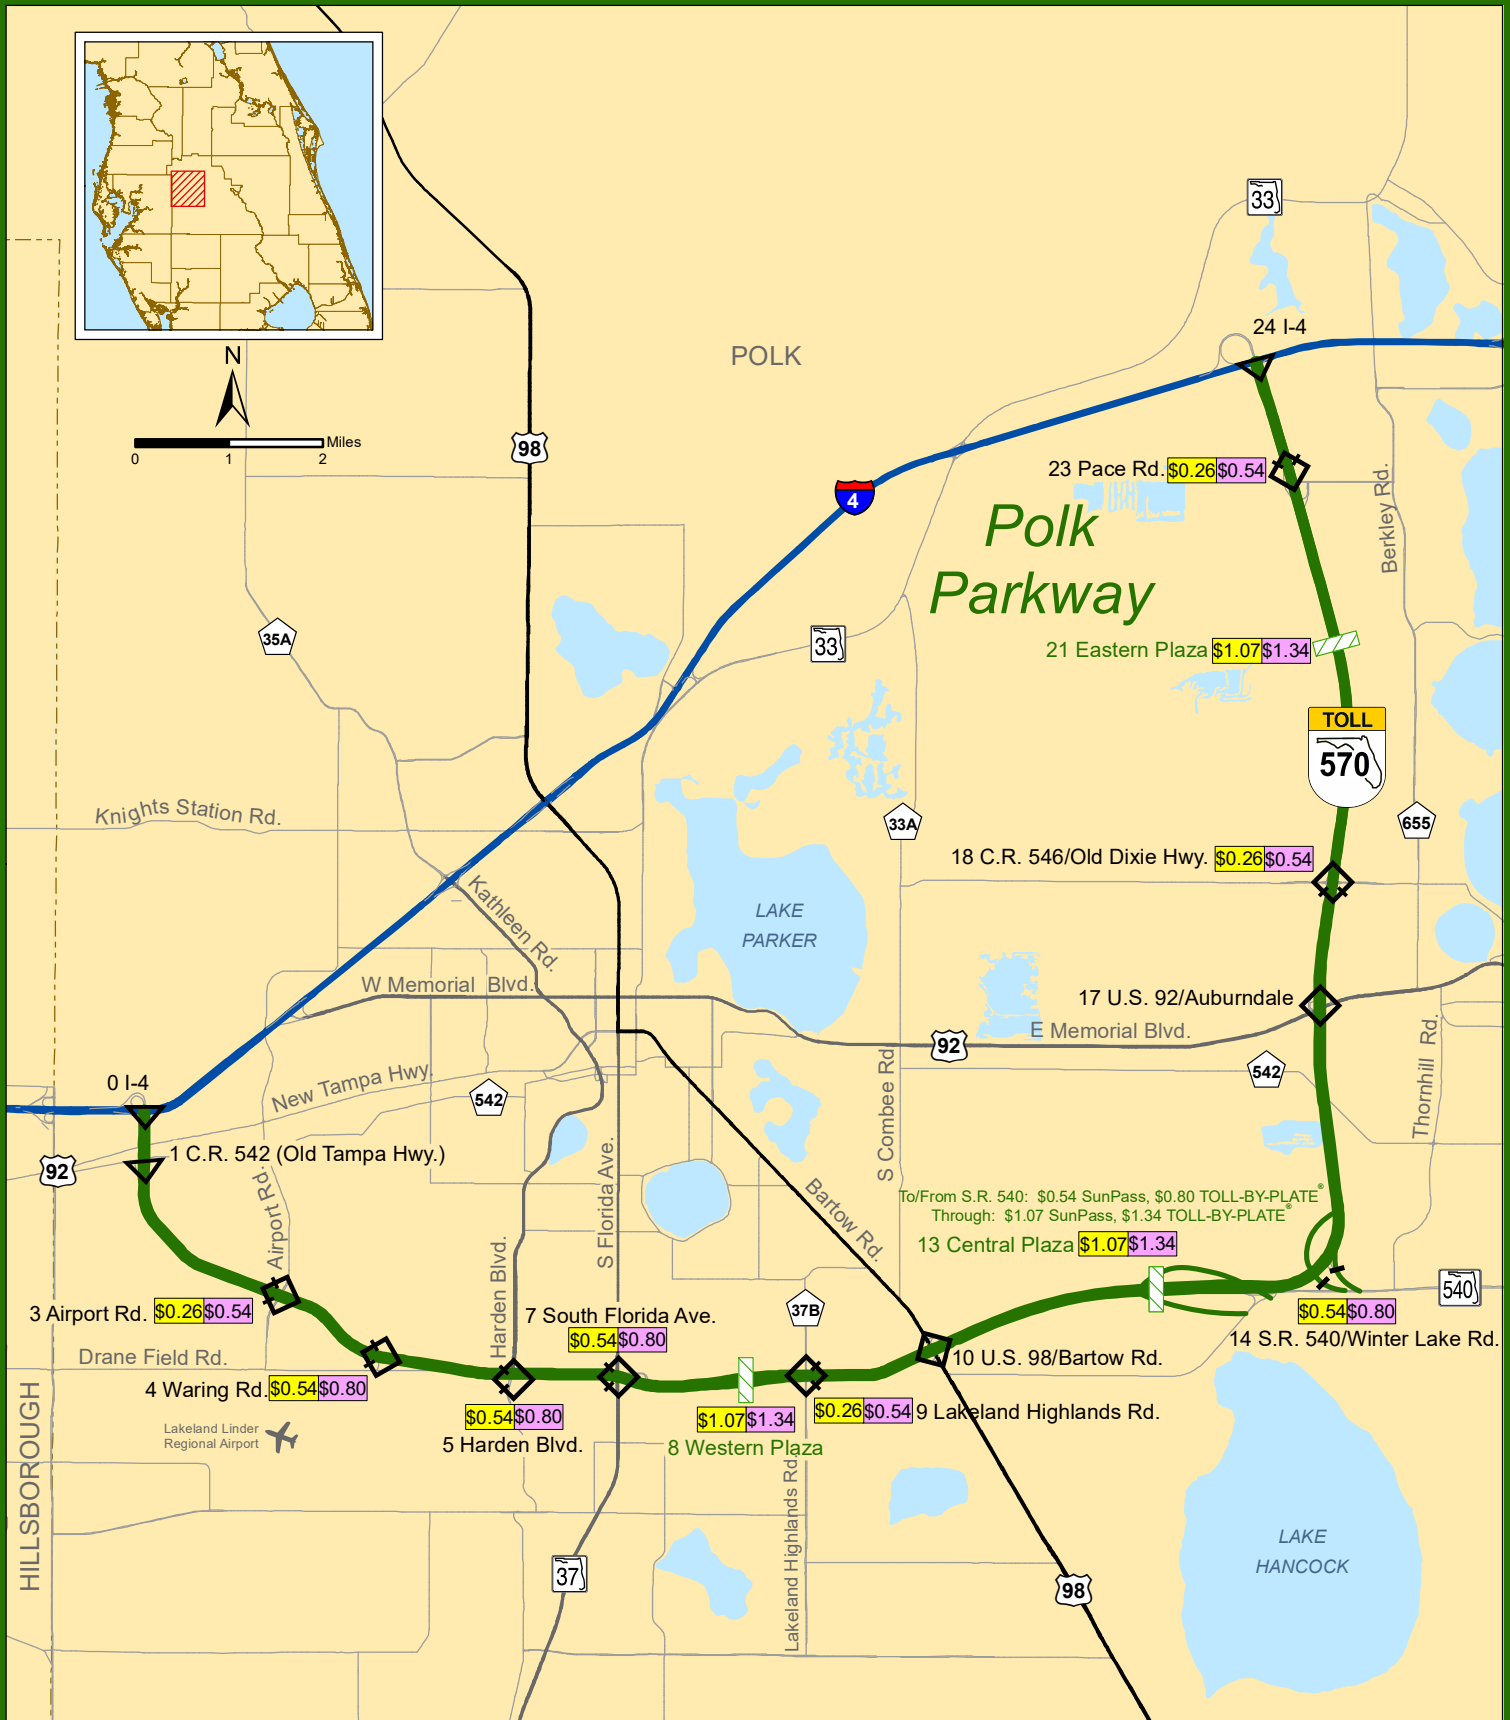 33
24 I-4
N
Miles
0 1 2
POLK
98
23 Pace Rd. $0.26 $0.54
4
Polk
Parkway
Berkley Rd.
35A
33
21 Eastern Plaza $1.07 $1.34
TOLL
570
Knights Station Rd.
33A
655
18 C.R. 546/Old Dixie Hwy. $0.26 $0.54
Kathleen Rd.
LAKE
PARKER
W Memorial Blvd.
17 U.S. 92/Auburndale
E Memorial Blvd.
92
S Combee Rd
542
Thornhill Rd.
0 I-4
New Tampa Hwy.
542
1 C.R. 542 (Old Tampa Hwy.)
92
Airport Rd.
S Florida Ave.
Bartow Rd.
To/From S.R. 540: $0.54 SunPass, $0.80 TOLL-BY-PLATE®
Through: $1.07 SunPass, $1.34 TOLL-BY-PLATE®
13 Central Plaza $1.07 $1.34
Harden Blvd.
540
3 Airport Rd. $0.26 $0.54
37B
7 South Florida Ave.
$0.54 $0.80
$0.54 $0.80
14 S.R. 540/Winter Lake Rd.
Drane Field Rd.
10 U.S. 98/Bartow Rd.
4 Waring Rd. $0.54 $0.80
$0.54 $0.80
5 Harden Blvd.
$1.07 $1.34
8 Western Plaza
$0.26 $0.54 9 Lakeland Highlands Rd.
Lakeland Linder
Regional Airport
HILLSBOROUGH
Lakeland Highlands Rd.
37
98
LAKE
HANCOCK